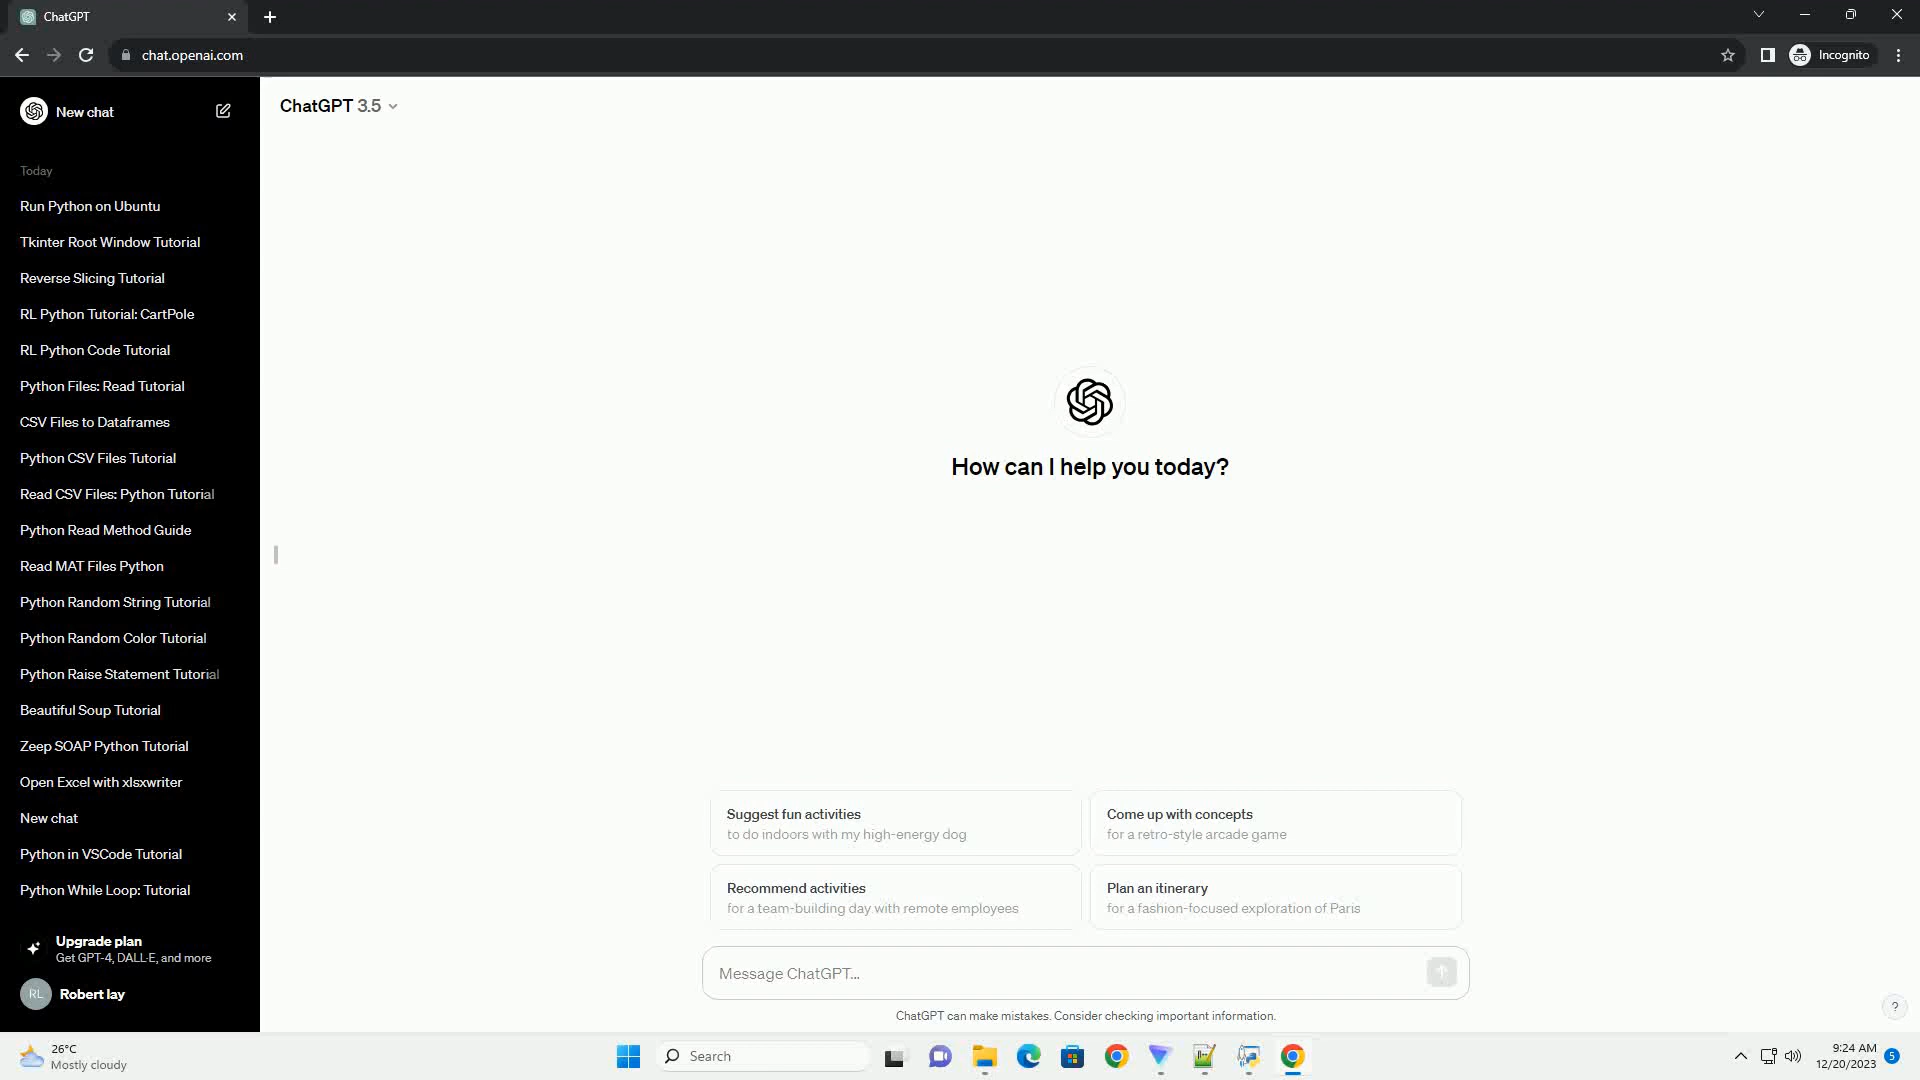 ChatGPT
chat.openai.com
Incognito
New chat
ChatGPT 3.5
Today
Run Python on Ubuntu
Tkinter Root Window Tutorial
Reverse Slicing Tutorial
RL Python Tutorial: CartPole
RL Python Code Tutorial
Python Files: Read Tutorial
CSV Files to Dataframes
Python CSV Files Tutorial
Read CSV Files: Python Tutorial
Python Read Method Guide
Read MAT Files Python
Python Random String Tutorial
Python Random Color Tutorial
Python Raise Statement Tutorial
Beautiful Soup Tutorial
Zeep SOAP Python Tutorial
Open Excel with xlsxwriter
New chat
Python in VSCode Tutorial
Python While Loop: Tutorial
Upgrade plan
Get GPT-4, DALL·E, and more
RL
Robert lay
How can I help you today?
Suggest fun activities
to do indoors with my high-energy dog
Come up with concepts
for a retro-style arcade game
Recommend activities
for a team-building day with remote employees
Plan an itinerary
for a fashion-focused exploration of Paris
Message ChatGPT...
ChatGPT can make mistakes. Consider checking important information.
?
26°C
Mostly cloudy
Search
9:24 AM
12/20/2023
5